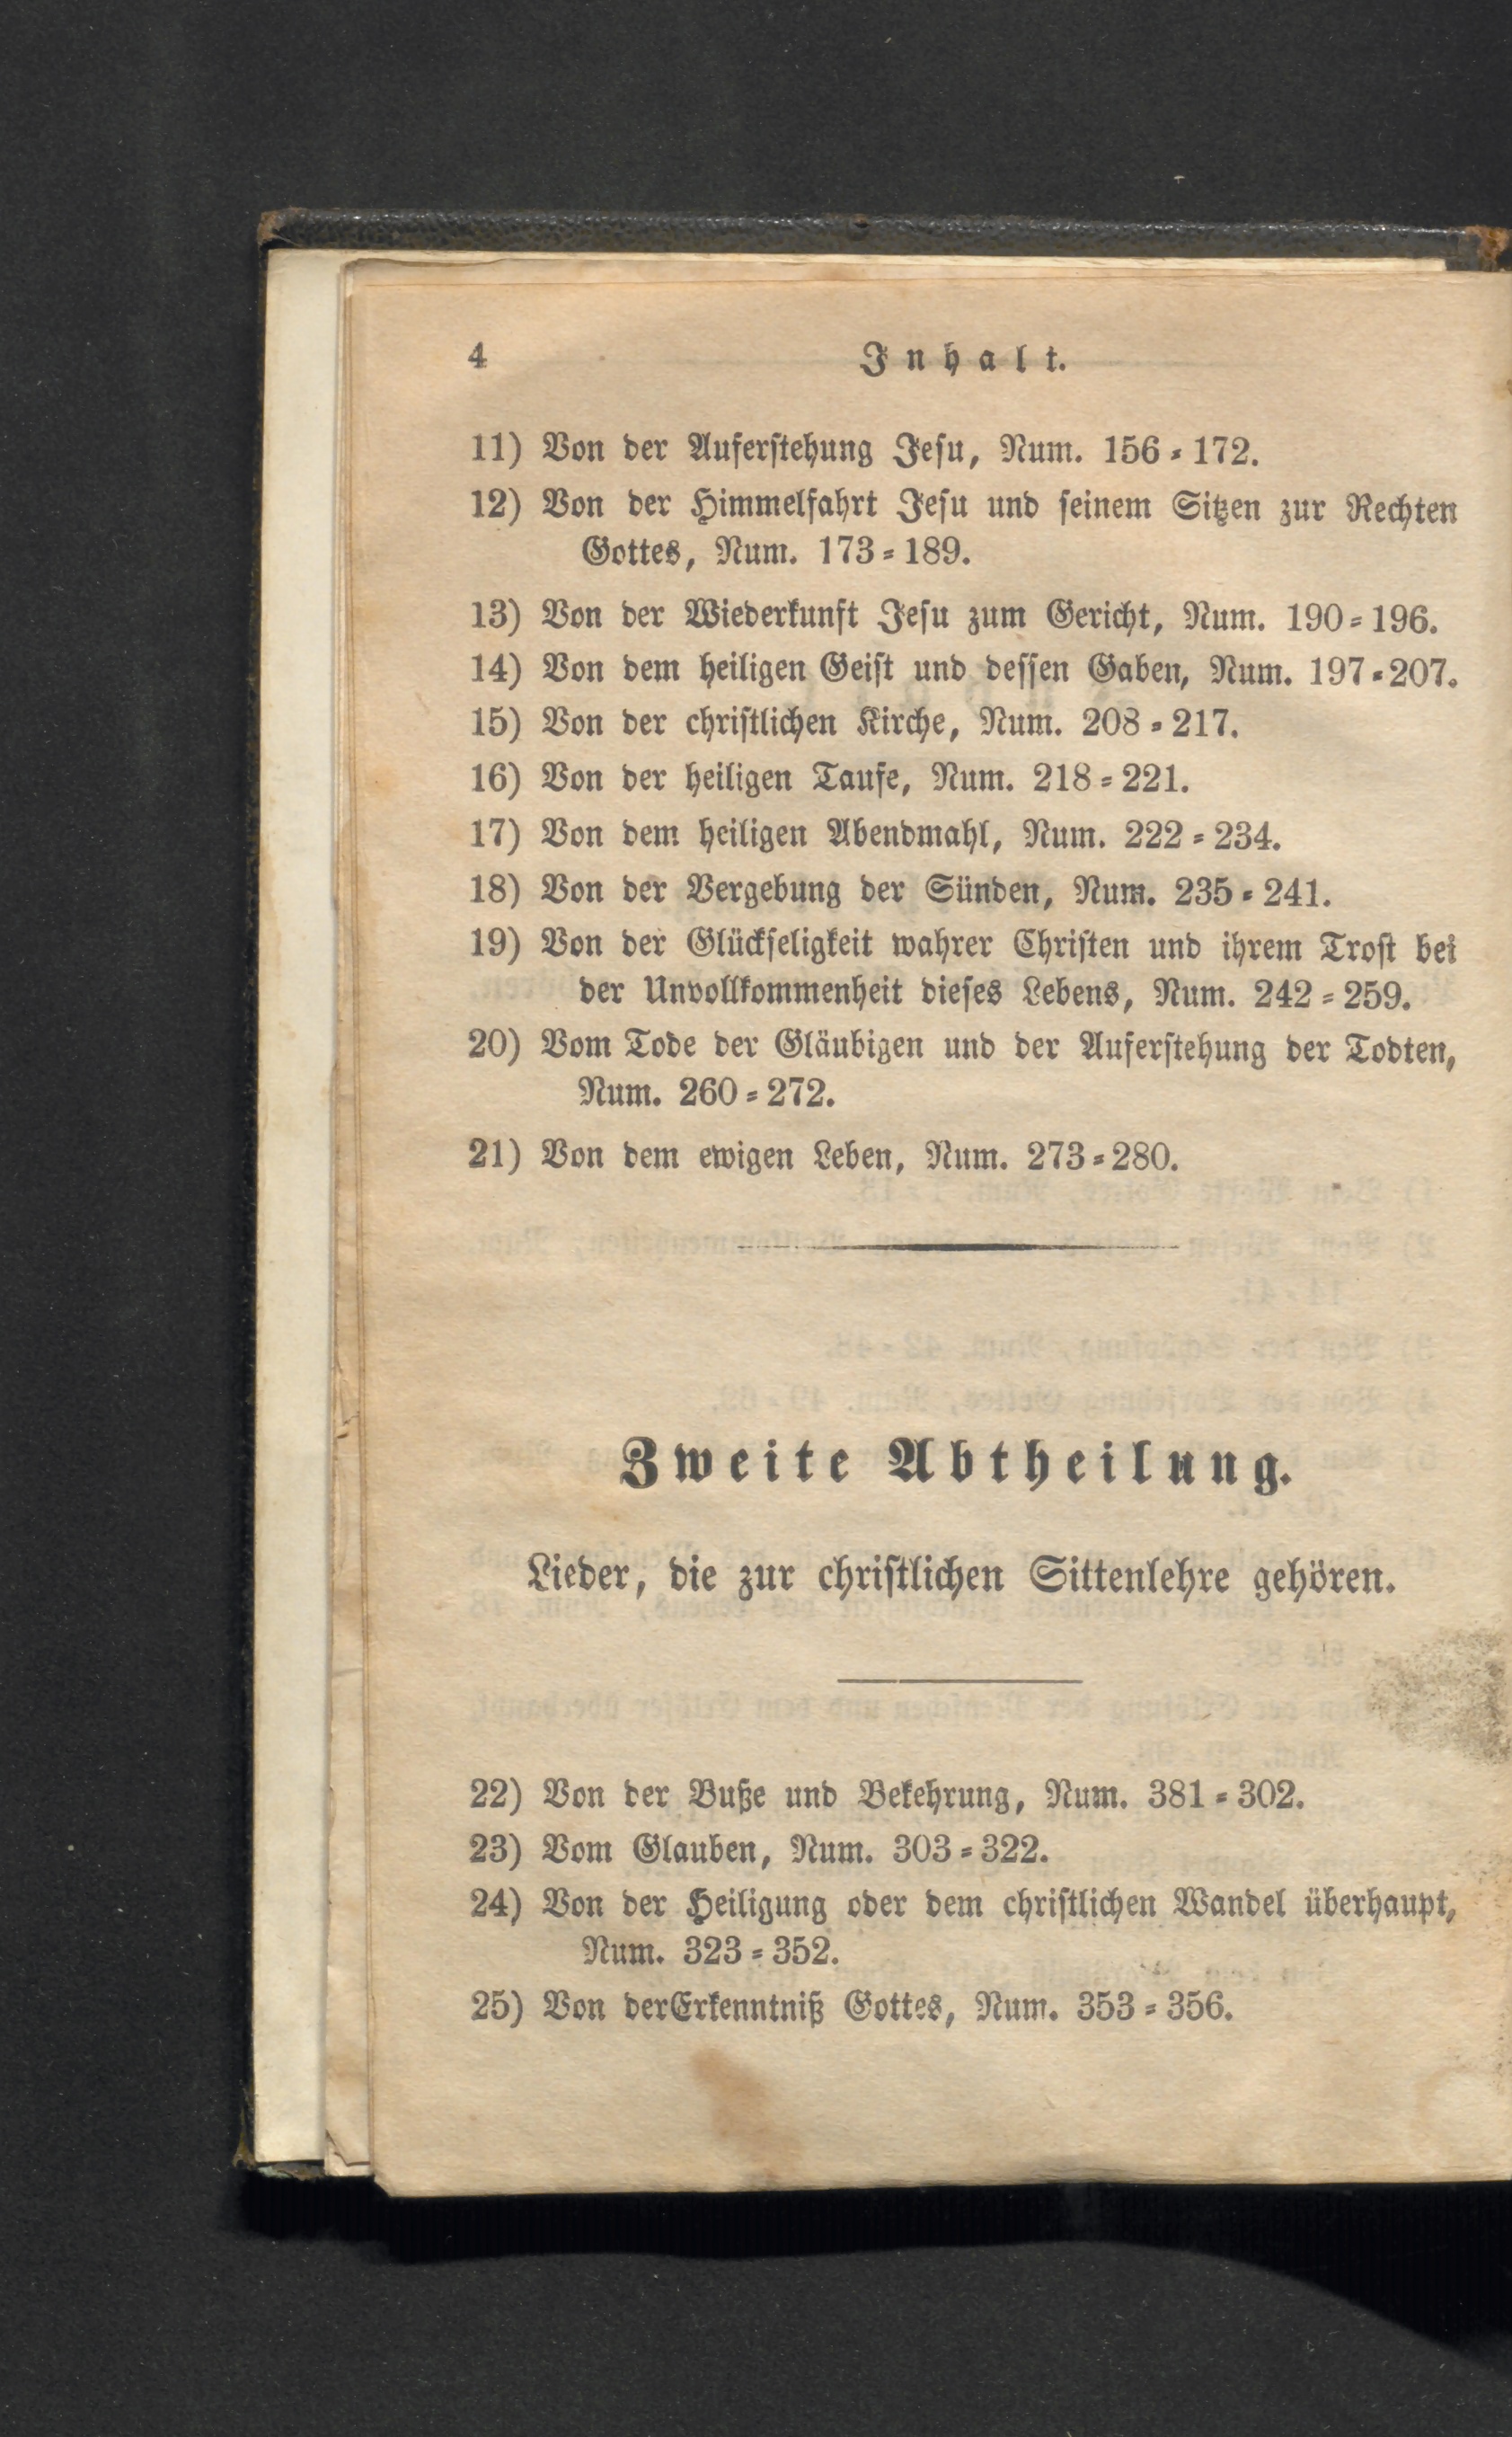 4 Inhalt.
11) Von der Auferstehung Jesu, Num. 156-172.
12) Von der Himmelfahrt Jesu und seinem Sitzen zur Rechten
Gottes, Num. 173-189.
13) Von der Wiederkunft Jesu zum Gericht, Num. 190-196.
14) Von dem heiligen Geist und dessen Gaben, Num. 197-207.
15) Von der christlichen Kirche, Num. 208-217.
16) Von der heiligen Taufe, Num. 218-221.
17) Von dem heiligen Abendmahl, Num. 222-234.
18) Von der Vergebung der Sünden, Num. 235-241.
19) Von der Glückseligkeit wahrer Christen und ihrem Trost bei
der Unvollkommenheit dieses Lebens, Num. 242-259.
20) Vom Tode der Gläubigen und der Auferstehung der Todten,
Num. 260-272.
21) Von dem ewigen Leben, Num. 273-280.
Zweite Abtheilung.
Lieder, die zur christlichen Sittenlehre gehören.
22) Von der Buße und Bekehrung, Num. 381-302.
23) Vom Glauben, Num. 303-322.
24) Von der Heiligung oder dem christlichen Wandel überhaupt,
Num. 323-352.
25) Von derErkenntniß Gottes, Num. 353-356.